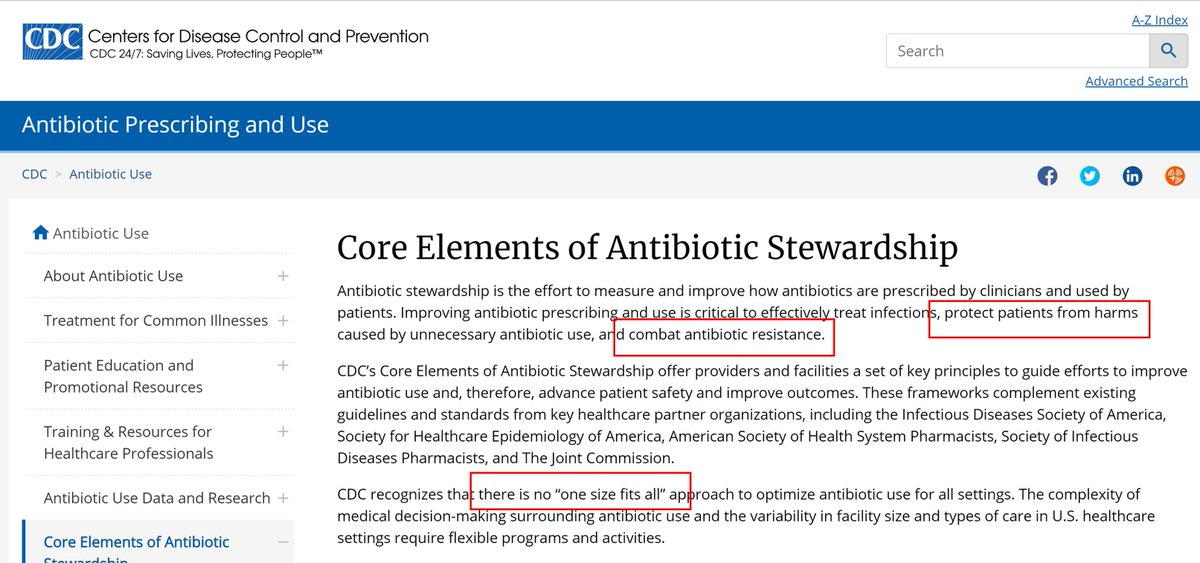 CDC Centers for Disease Control and Prevention
CDC 24/7: Saving Lives, Protecting People™
A-Z Index
Search
Advanced Search
Antibiotic Prescribing and Use
CDC > Antibiotic Use
Antibiotic Use
About Antibiotic Use
Treatment for Common Illnesses
Patient Education and
Promotional Resources
Training & Resources for
Healthcare Professionals
Antibiotic Use Data and Research
Core Elements of Antibiotic
Stewardship
Core Elements of Antibiotic Stewardship
Antibiotic stewardship is the effort to measure and improve how antibiotics are prescribed by clinicians and used by
patients. Improving antibiotic prescribing and use is critical to effectively treat infections, protect patients from harms
caused by unnecessary antibiotic use, and combat antibiotic resistance.
CDC’s Core Elements of Antibiotic Stewardship offer providers and facilities a set of key principles to guide efforts to improve
antibiotic use and, therefore, advance patient safety and improve outcomes. These frameworks complement existing
guidelines and standards from key healthcare partner organizations, including the Infectious Diseases Society of America,
Society for Healthcare Epidemiology of America, American Society of Health System Pharmacists, Society of Infectious
Diseases Pharmacists, and The Joint Commission.
CDC recognizes that there is no “one size fits all” approach to optimize antibiotic use for all settings. The complexity of
medical decision-making surrounding antibiotic use and the variability in facility size and types of care in U.S. healthcare
settings require flexible programs and activities.